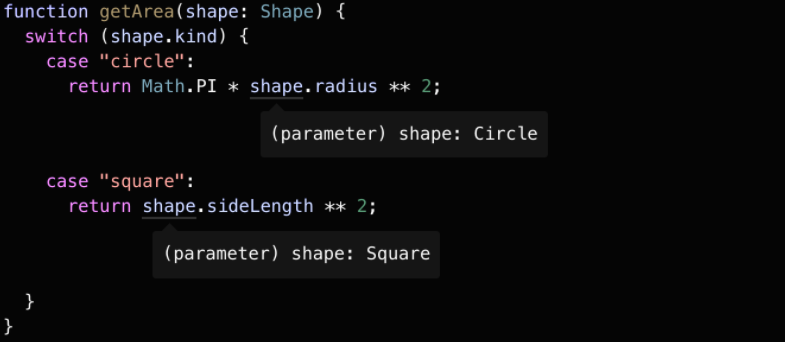 function getArea(shape: Shape) {
  switch (shape.kind) {
    case "circle":
      return Math.PI * shape.radius ** 2;
(parameter) shape: Circle
    case "square":
      return shape.sideLength ** 2;
(parameter) shape: Square
  }
}